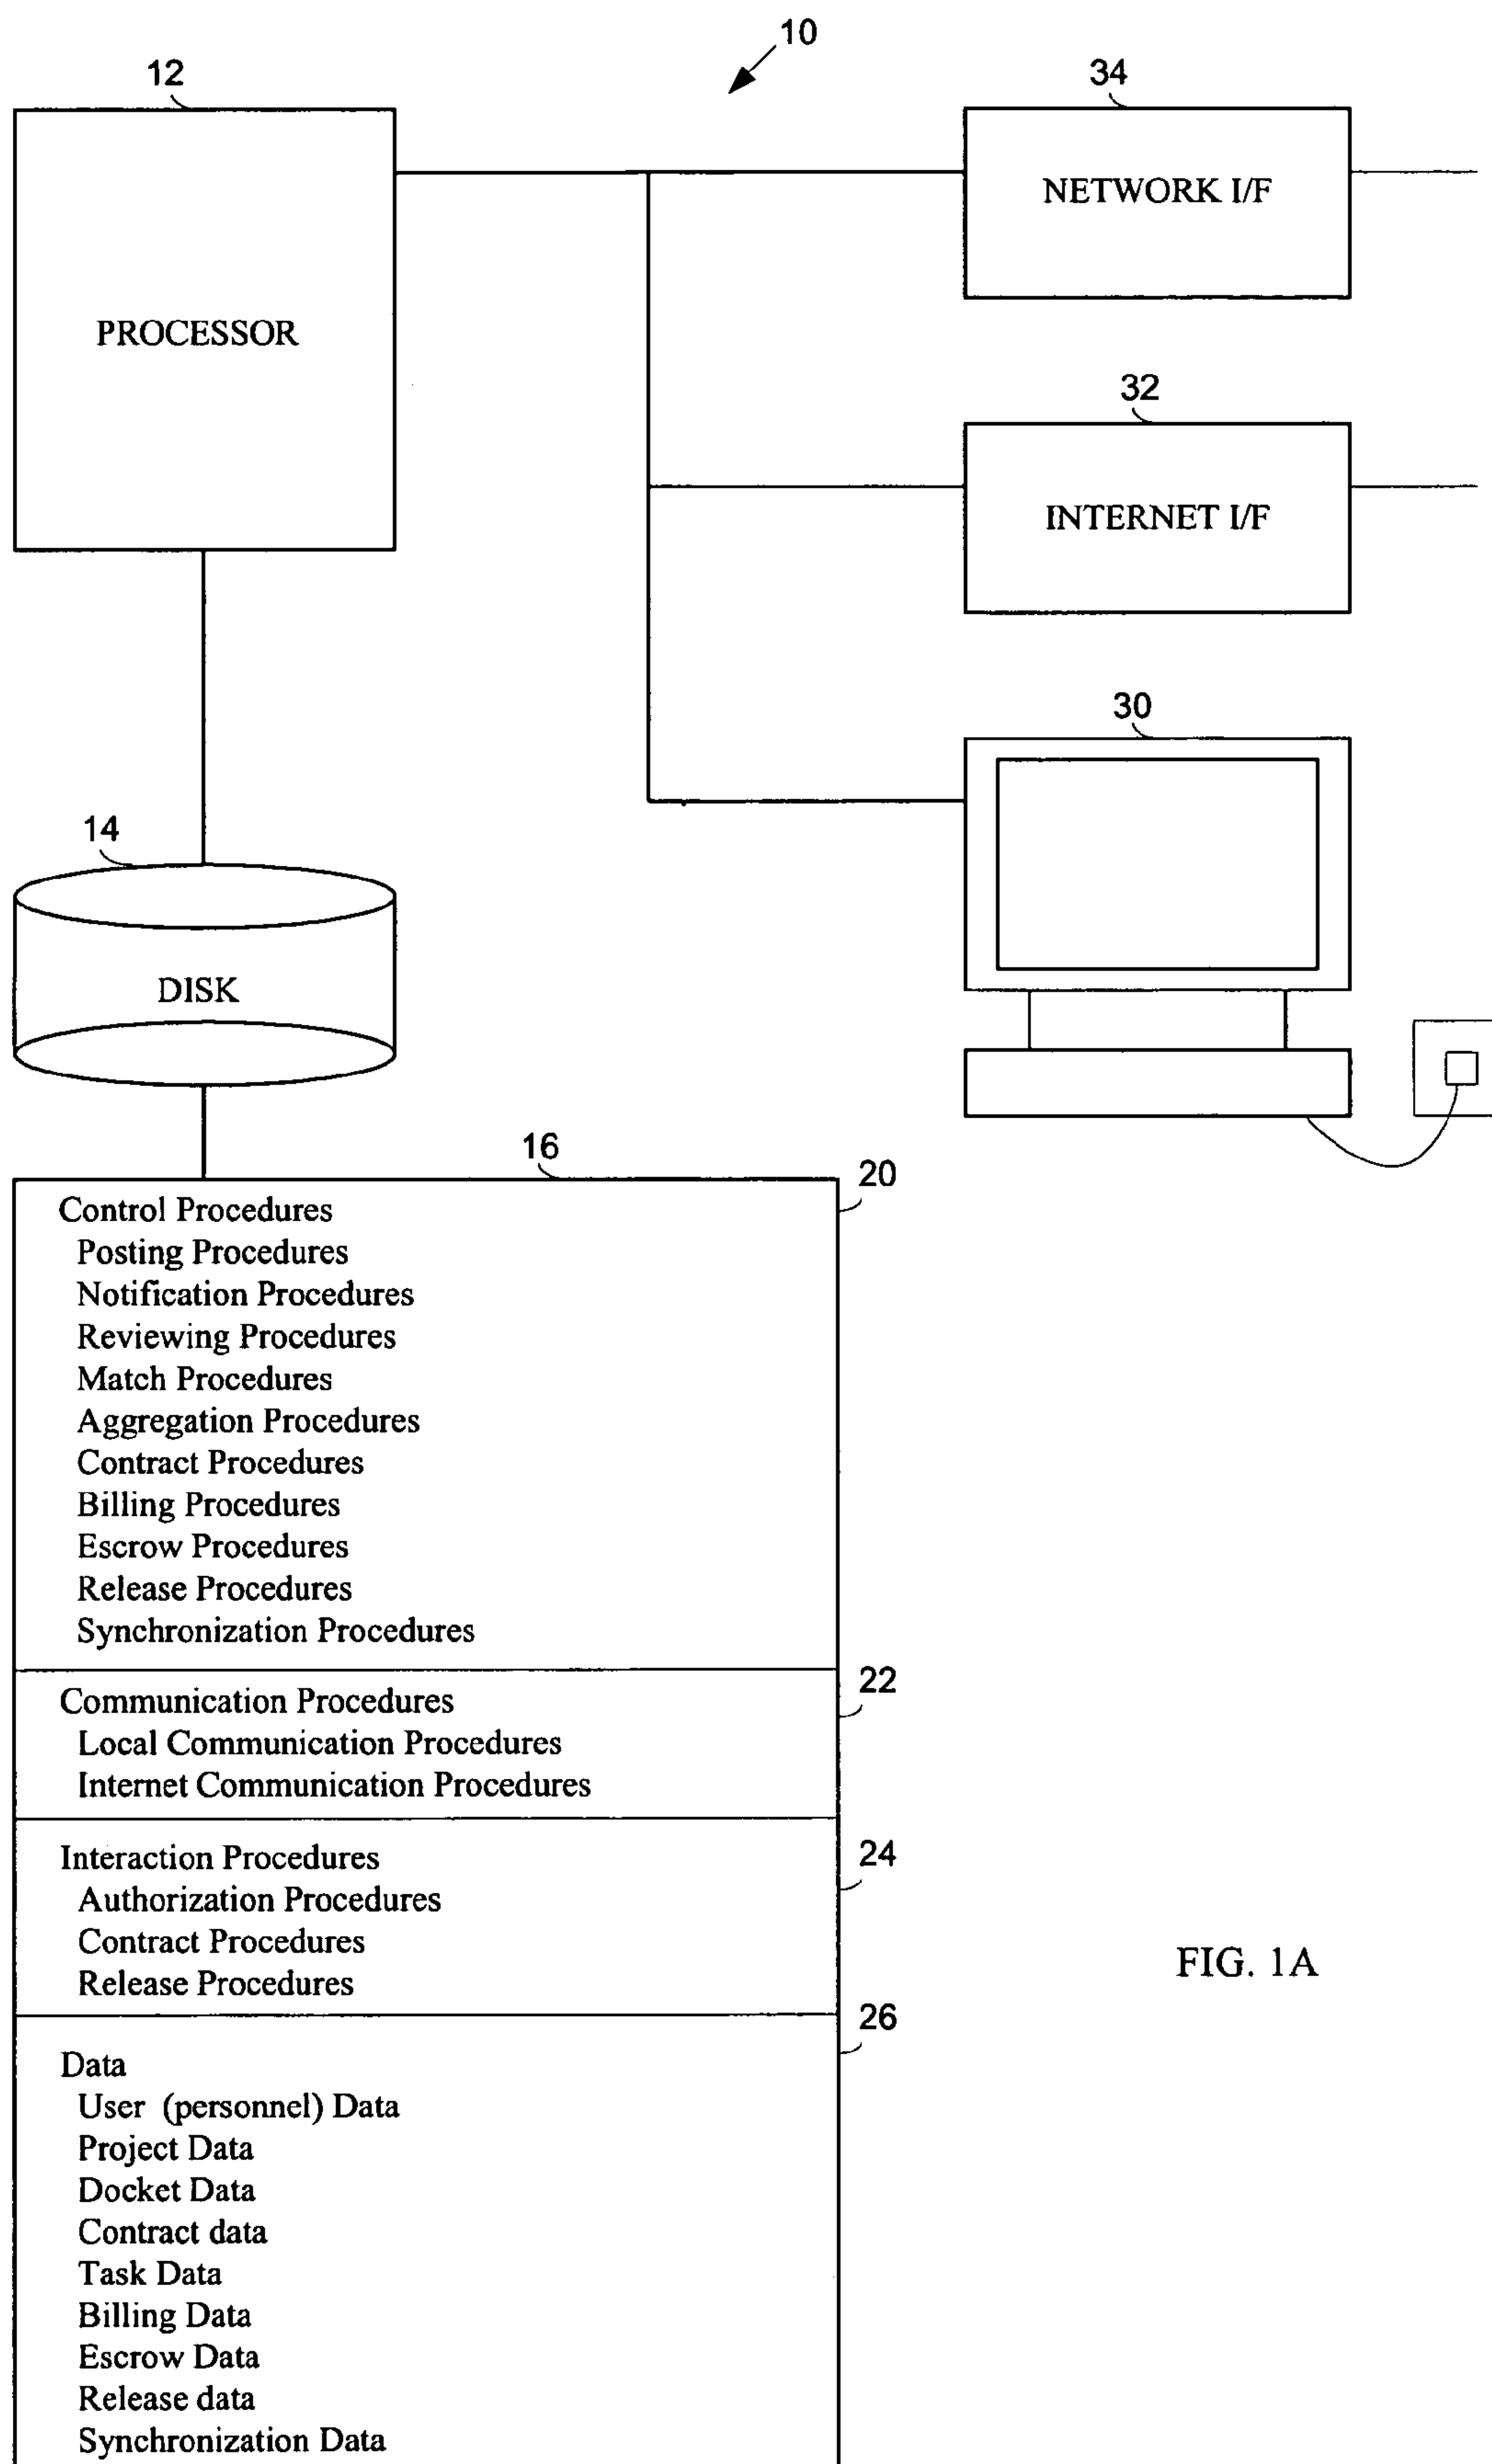 10
12
34
NETWORK I/F
PROCESSOR
32
INTERNET I/F
30
14
DISK
16
20
Control Procedures
Posting Procedures
Notification Procedures
Reviewing Procedures
Match Procedures
Aggregation Procedures
Contract Procedures
Billing Procedures
Escrow Procedures
Release Procedures
Synchronization Procedures
22
Communication Procedures
Local Communication Procedures
Internet Communication Procedures
24
Interaction Procedures
Authorization Procedures
Contract Procedures
Release Procedures
FIG. 1A
26
Data
User (personnel) Data
Project Data
Docket Data
Contract data
Task Data
Billing Data
Escrow Data
Release data
Synchronization Data